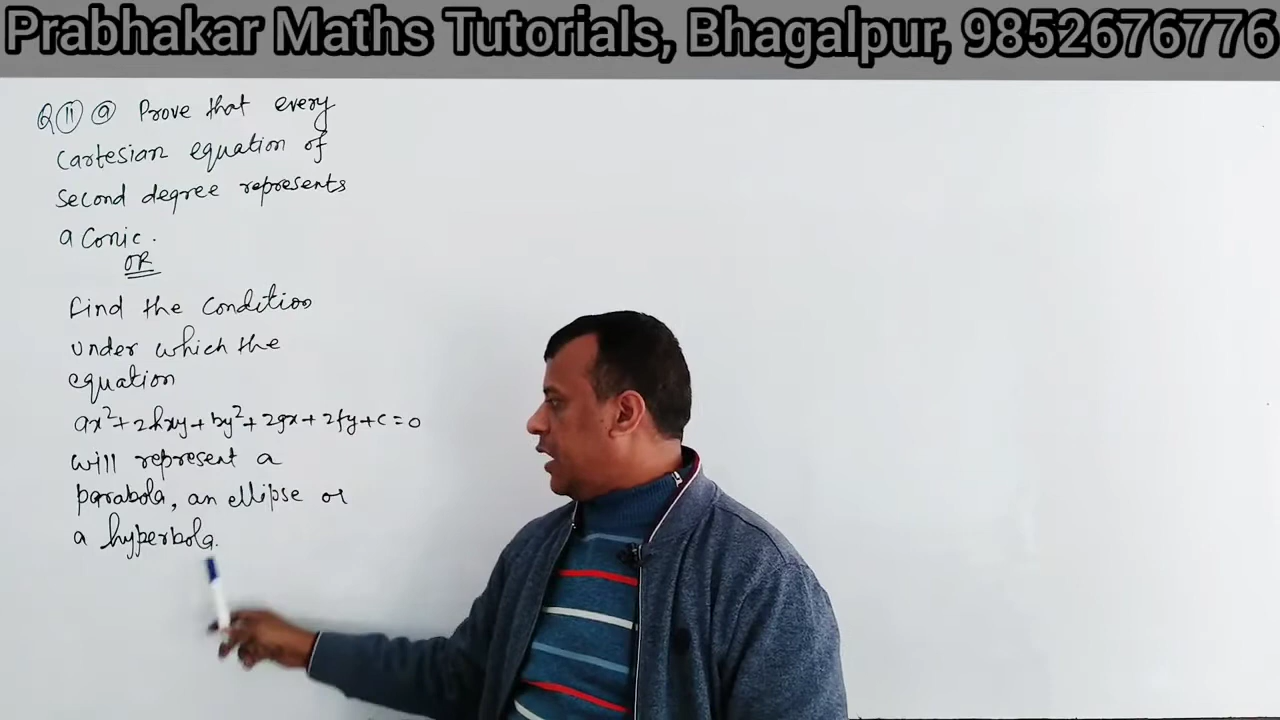 Prabhakar Maths Tutorials, Bhagalpur, 9852676776
Q 11 a Prove that every
Cartesian equation of
second degree represents
a conic.
OR
Find the condition
under which the
equation
ax²+2hxy+by²+2gx+2fy+c=0
will represent a
parabola, an ellipse or
a hyperbola.